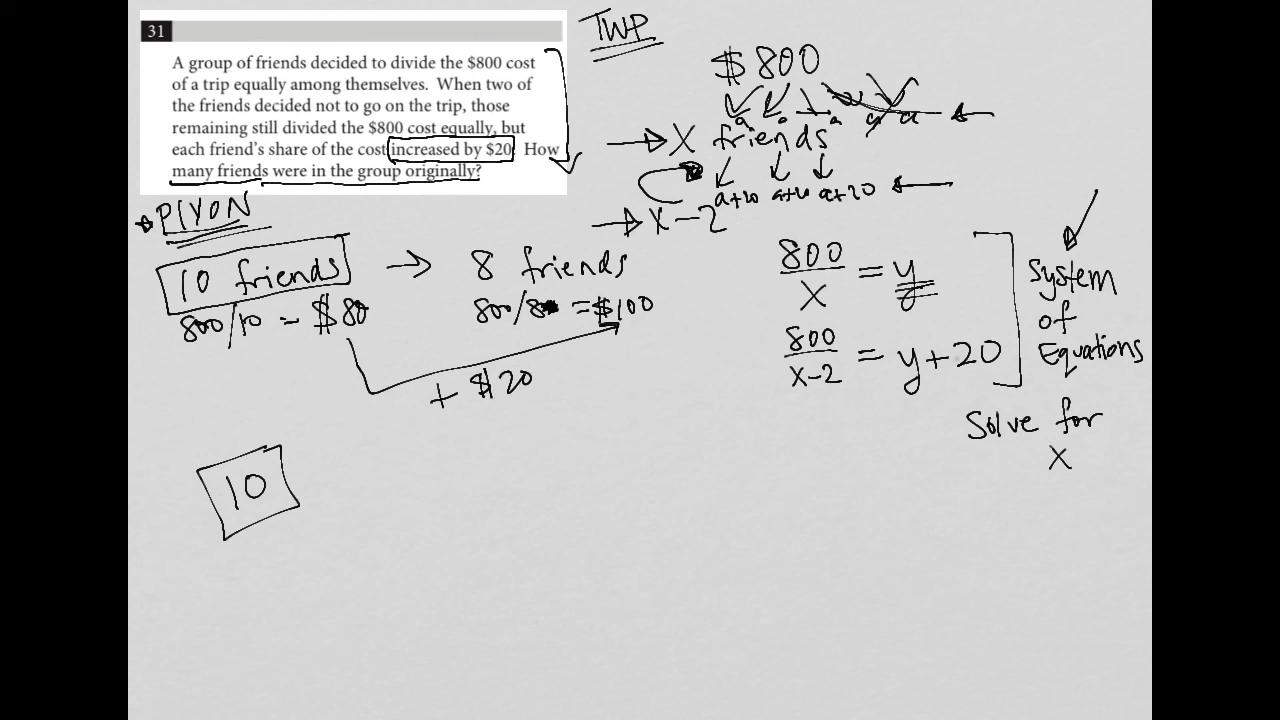 31
A group of friends decided to divide the $800 cost
of a trip equally among themselves. When two of
the friends decided not to go on the trip, those
remaining still divided the $800 cost equally, but
each friend's share of the cost increased by $20. How
many friends were in the group originally?
TWP
$800
a a a a a
X friends
a+20 a+20 a+20
X-2
PIYON
10 friends → 8 friends
800/10 = $80
800/8 = $100
+ $20
10
800/X = y
800/X-2 = y+20
System
of
Equations
Solve for
X